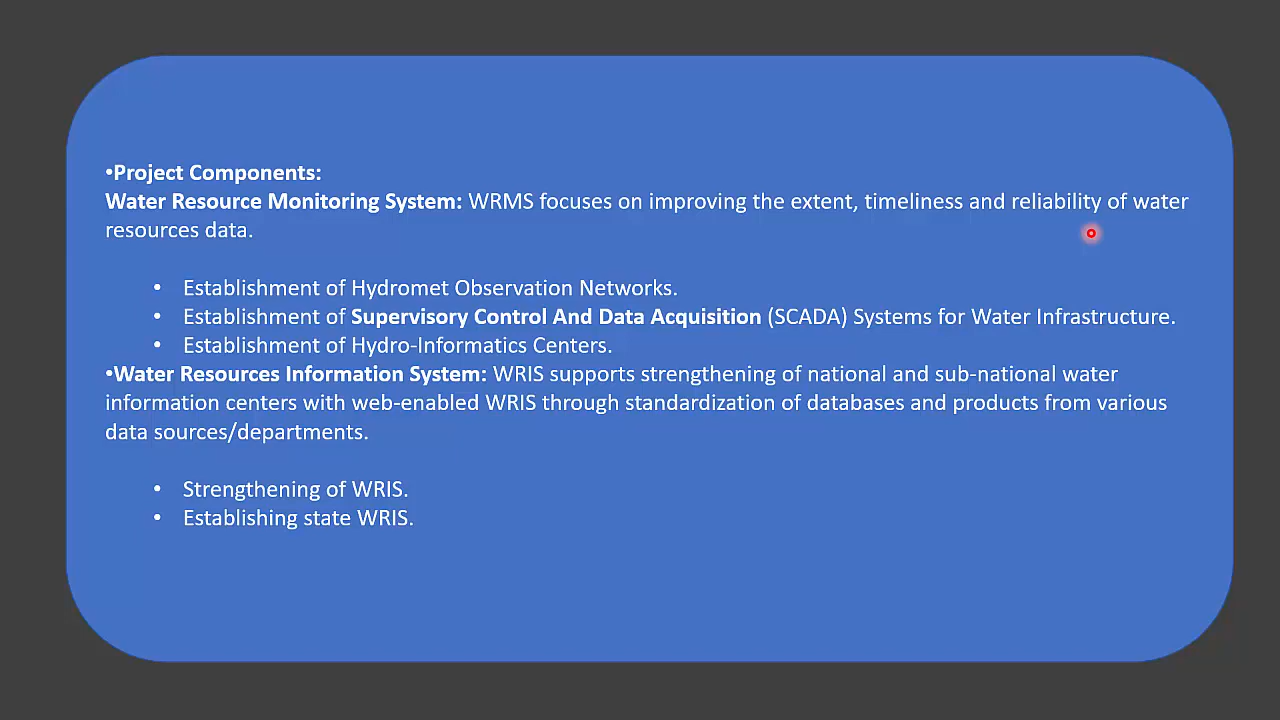 •Project Components:
Water Resource Monitoring System: WRMS focuses on improving the extent, timeliness and reliability of water
resources data.
• Establishment of Hydromet Observation Networks.
• Establishment of Supervisory Control And Data Acquisition (SCADA) Systems for Water Infrastructure.
• Establishment of Hydro-Informatics Centers.
•Water Resources Information System: WRIS supports strengthening of national and sub-national water
information centers with web-enabled WRIS through standardization of databases and products from various
data sources/departments.
• Strengthening of WRIS.
• Establishing state WRIS.